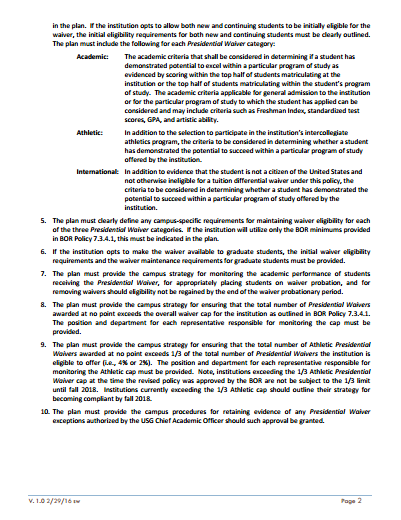 in the plan. If the institution opts to allow both new and continuing students to be initially eligible for the
waiver, the initial eligibility requirements for both new and continuing students must be clearly outlined.
The plan must include the following for each Presidential Waiver category:
Academic: The academic criteria that shall be considered in determining if a student has
demonstrated potential to excel within a particular program of study as
evidenced by scoring within the top half of students matriculating at the
institution or the top half of students matriculating within the student's program
of study. The academic criteria applicable for general admission to the institution
or for the particular program of study to which the student has applied can be
considered and may include criteria such as Freshman Index, standardized test
scores, GPA, and artistic ability.
Athletic: In addition to the selection to participate in the institution's intercollegiate
athletics program, the criteria to be considered in determining whether a student
has demonstrated the potential to succeed within a particular program of study
offered by the institution.
International: In addition to evidence that the student is not a citizen of the United States and
not otherwise ineligible for a tuition differential waiver under this policy, the
criteria to be considered in determining whether a student has demonstrated the
potential to succeed within a particular program of study offered by the
institution.
5. The plan must clearly define any campus-specific requirements for maintaining waiver eligibility for each
of the three Presidential Waiver categories. If the institution will utilize only the BOR minimums provided
in BOR Policy 7.3.4.1, this must be indicated in the plan.
6. If the institution opts to make the waiver available to graduate students, the initial waiver eligibility
requirements and the waiver maintenance requirements for graduate students must be provided.
7. The plan must provide the campus strategy for monitoring the academic performance of students
receiving the Presidential Waiver, for appropriately placing students on waiver probation, and for
removing waivers should eligibility not be regained by the end of the waiver probationary period.
8. The plan must provide the campus strategy for ensuring that the total number of Presidential Waivers
awarded at no point exceeds the overall waiver cap for the institution as outlined in BOR Policy 7.3.4.1.
The position and department for each representative responsible for monitoring the cap must be
provided.
9. The plan must provide the campus strategy for ensuring that the total number of Athletic Presidential
Waivers awarded at no point exceeds 1/3 of the total number of Presidential Waivers the institution is
eligible to offer (i.e., 4% or 2%). The position and department for each representative responsible for
monitoring the Athletic cap must be provided. Note, institutions exceeding the 1/3 Athletic Presidential
Waiver cap at the time the revised policy was approved by the BOR are not be subject to the 1/3 limit
until fall 2018. Institutions currently exceeding the 1/3 Athletic cap should outline their strategy for
becoming compliant by fall 2018.
10. The plan must provide the campus procedures for retaining evidence of any Presidential Waiver
exceptions authorized by the USG Chief Academic Officer should such approval be granted.
V. 1.0 2/29/16 sw Page 2